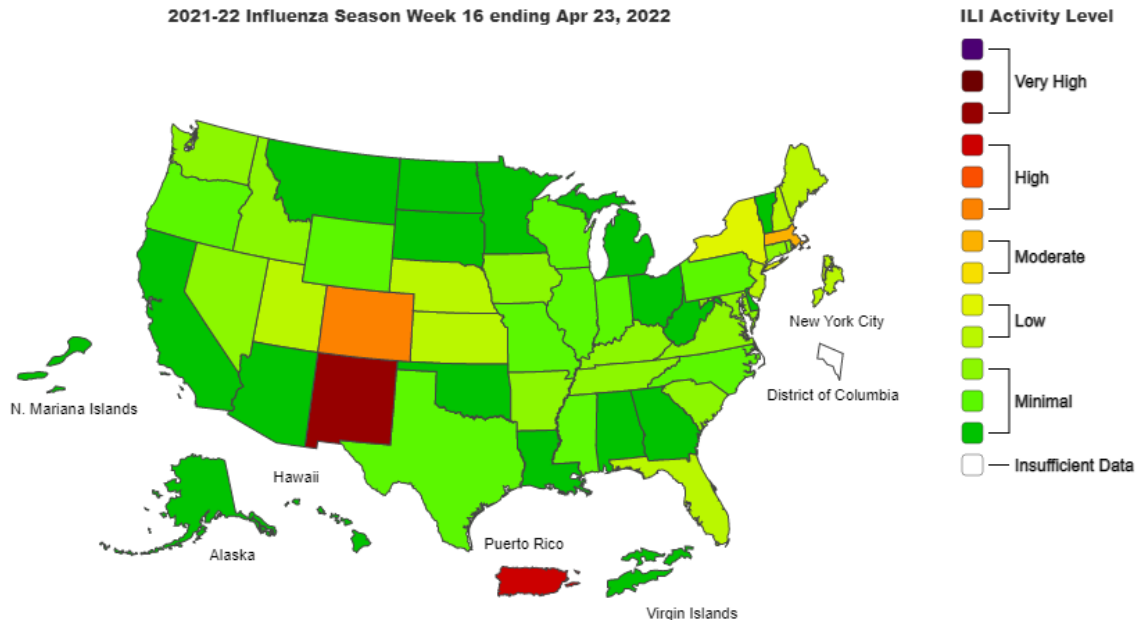 2021-22 Influenza Season Week 16 ending Apr 23, 2022
ILI Activity Level
Very High
High
Moderate
Low
Minimal
Insufficient Data
New York City
District of Columbia
N. Mariana Islands
Hawaii
Alaska
Puerto Rico
Virgin Islands